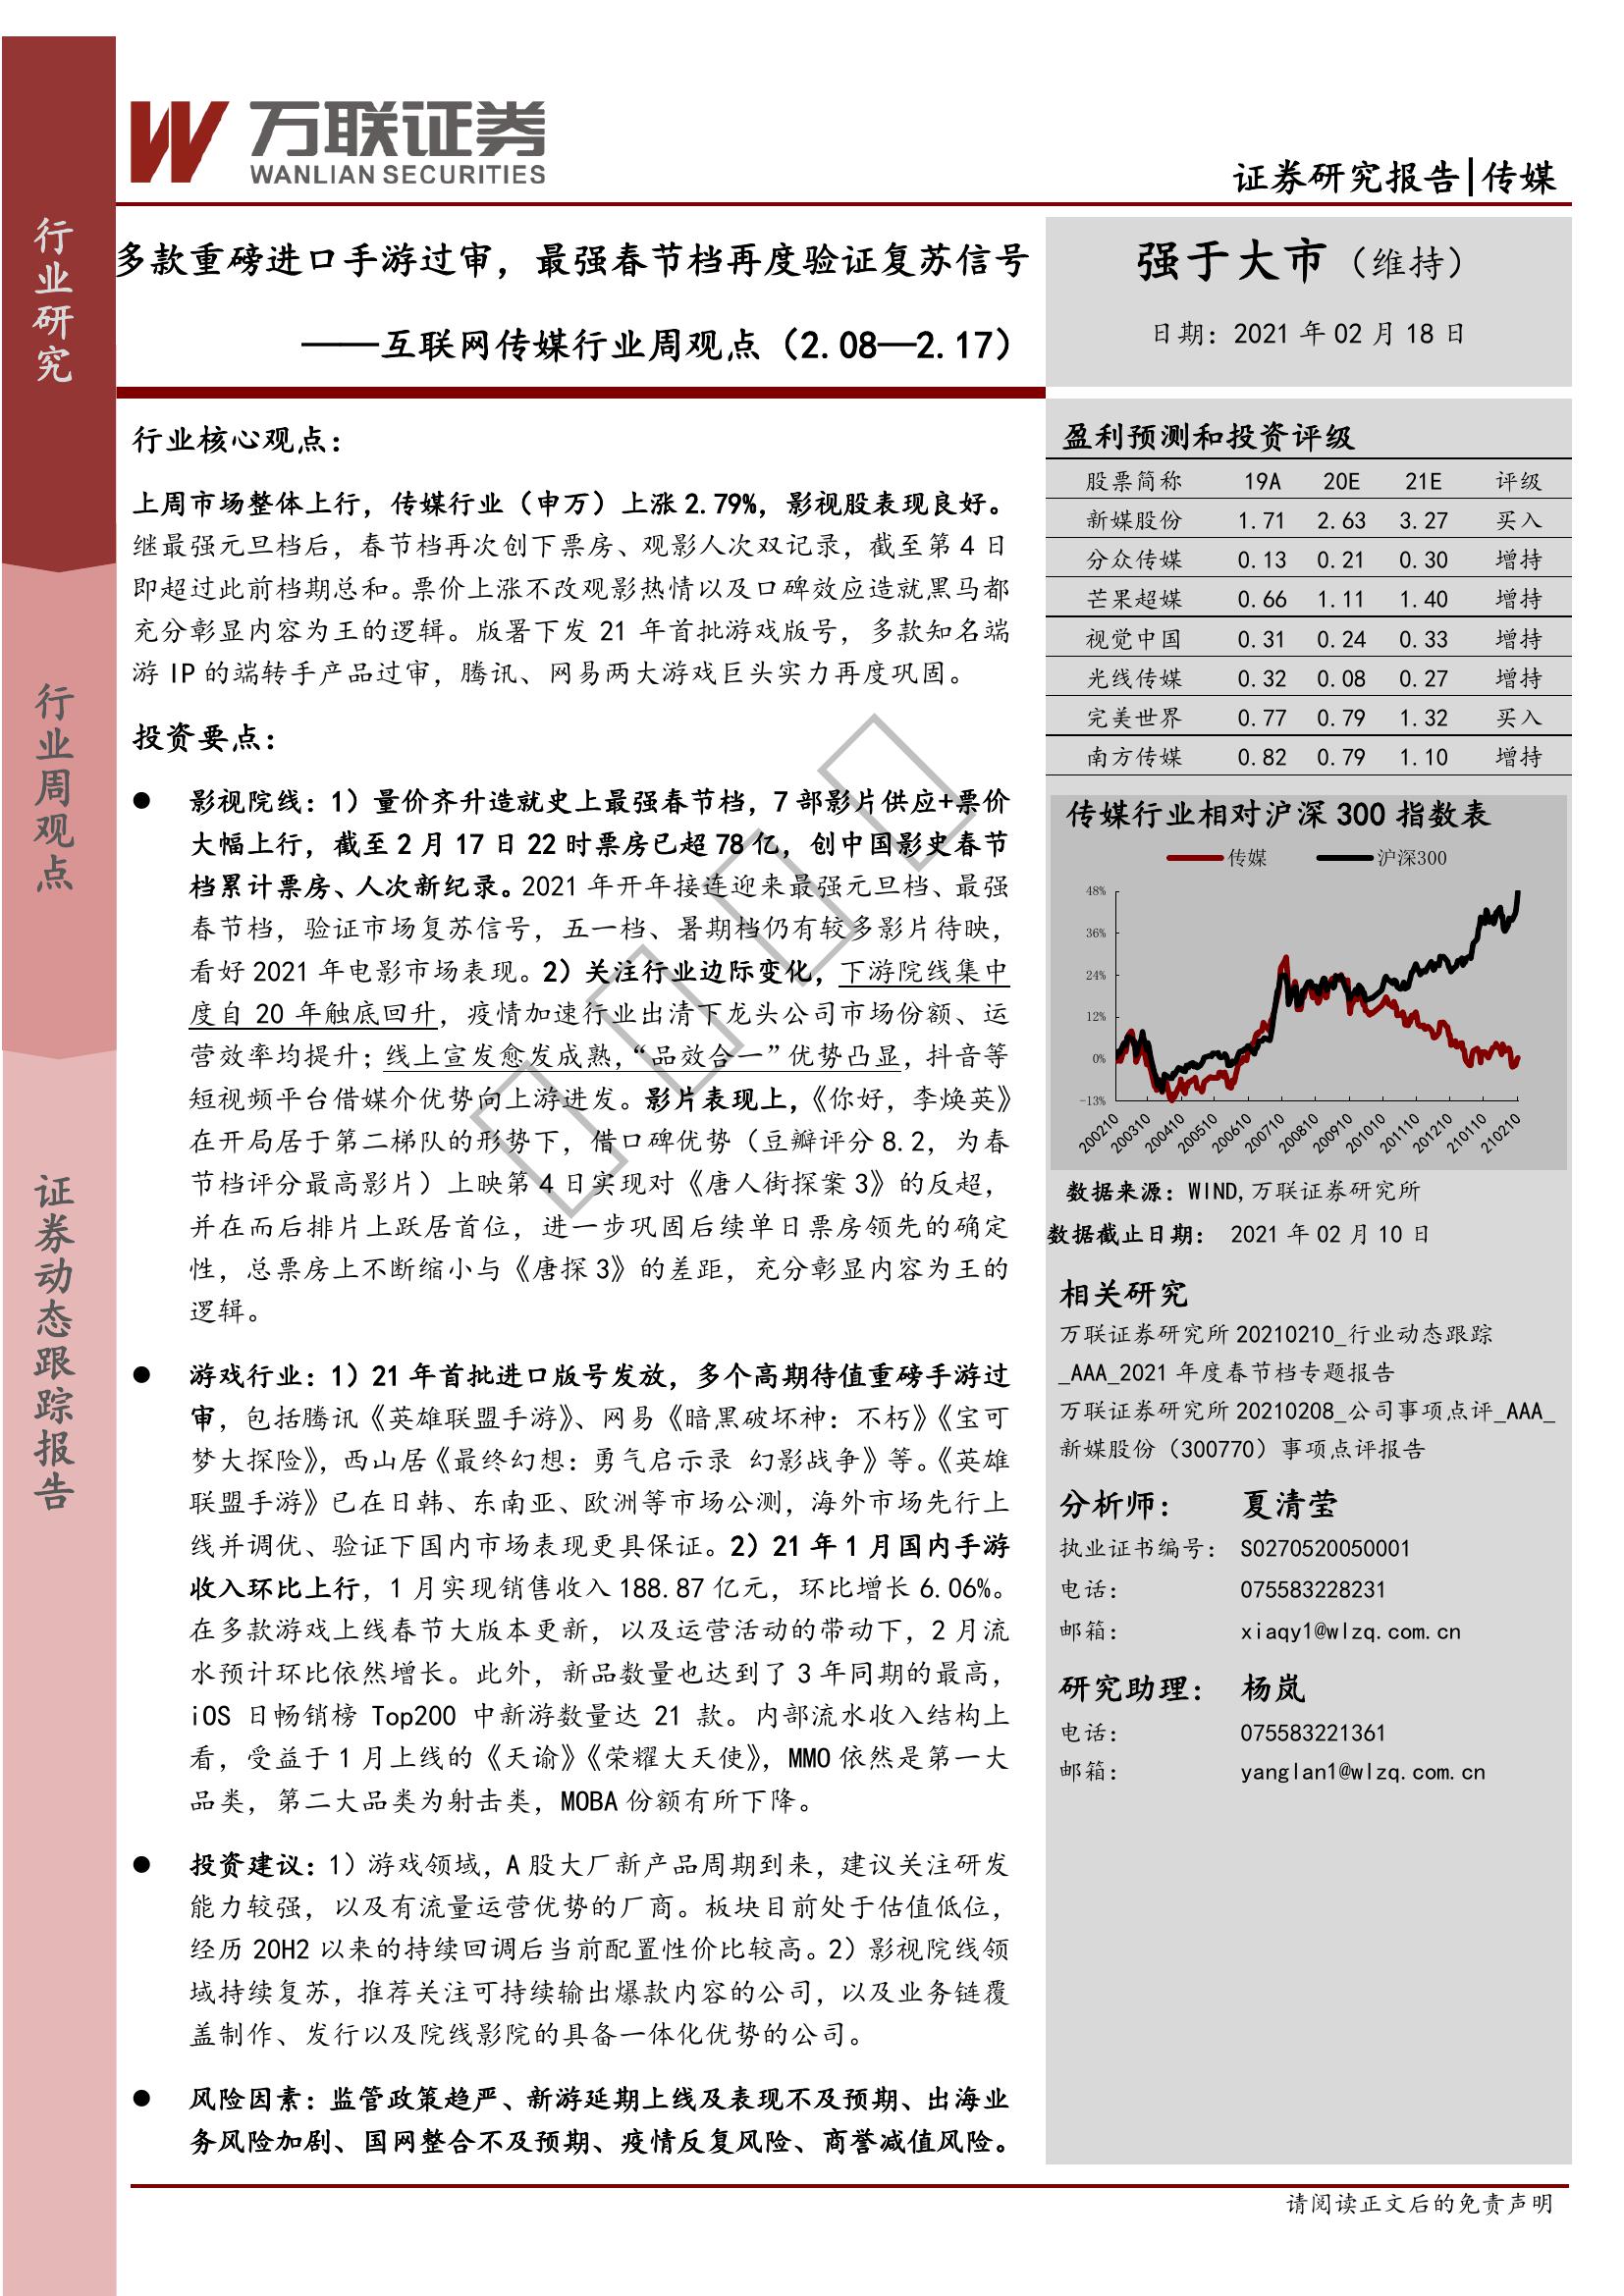 行业研究
行业周观点
证券动态跟踪报告
万联证券
WANLIAN SECURITIES
证券研究报告|传媒
多款重磅进口手游过审，最强春节档再度验证复苏信号
——互联网传媒行业周观点（2.08—2.17）
强于大市（维持）
日期：2021 年 02 月 18 日
行业核心观点：
上周市场整体上行，传媒行业（申万）上涨 2.79%，影视股表现良好。
继最强元旦档后，春节档再次创下票房、观影人次双记录，截至第 4 日
即超过此前档期总和。票价上涨不改观影热情以及口碑效应造就黑马都
充分彰显内容为王的逻辑。版署下发 21 年首批游戏版号，多款知名端
游 IP 的端转手产品过审，腾讯、网易两大游戏巨头实力再度巩固。
投资要点：
● 影视院线：1）量价齐升造就史上最强春节档，7 部影片供应+票价
大幅上行，截至 2 月 17 日 22 时票房已超 78 亿，创中国影史春节
档累计票房、人次新纪录。2021 年开年接连迎来最强元旦档、最强
春节档，验证市场复苏信号，五一档、暑期档仍有较多影片待映，
看好 2021 年电影市场表现。2）关注行业边际变化，下游院线集中
度自 20 年触底回升，疫情加速行业出清下龙头公司市场份额、运
营效率均提升；线上宣发愈发成熟，“品效合一”优势凸显，抖音等
短视频平台借媒介优势向上游进发。影片表现上，《你好，李焕英》
在开局居于第二梯队的形势下，借口碑优势（豆瓣评分 8.2，为春
节档评分最高影片）上映第 4 日实现对《唐人街探案 3》的反超，
并在而后排片上跃居首位，进一步巩固后续单日票房领先的确定
性，总票房上不断缩小与《唐探 3》的差距，充分彰显内容为王的
逻辑。
● 游戏行业：1）21 年首批进口版号发放，多个高期待值重磅手游过
审，包括腾讯《英雄联盟手游》、网易《暗黑破坏神：不朽》《宝可
梦大探险》，西山居《最终幻想：勇气启示录 幻影战争》等。《英雄
联盟手游》已在日韩、东南亚、欧洲等市场公测，海外市场先行上
线并调优、验证下国内市场表现更具保证。2）21 年 1 月国内手游
收入环比上行，1 月实现销售收入 188.87 亿元，环比增长 6.06%。
在多款游戏上线春节大版本更新，以及运营活动的带动下，2 月流
水预计环比依然增长。此外，新品数量也达到了 3 年同期的最高，
iOS 日畅销榜 Top200 中新游数量达 21 款。内部流水收入结构上
看，受益于 1 月上线的《天谕》《荣耀大天使》，MMO 依然是第一大
品类，第二大品类为射击类，MOBA 份额有所下降。
● 投资建议：1）游戏领域，A 股大厂新产品周期到来，建议关注研发
能力较强，以及有流量运营优势的厂商。板块目前处于估值低位，
经历 20H2 以来的持续回调后当前配置性价比较高。2）影视院线领
域持续复苏，推荐关注可持续输出爆款内容的公司，以及业务链覆
盖制作、发行以及院线影院的具备一体化优势的公司。
● 风险因素：监管政策趋严、新游延期上线及表现不及预期、出海业
务风险加剧、国网整合不及预期、疫情反复风险、商誉减值风险。
盈利预测和投资评级
股票简称 19A 20E 21E 评级
新媒股份 1.71 2.63 3.27 买入
分众传媒 0.13 0.21 0.30 增持
芒果超媒 0.66 1.11 1.40 增持
视觉中国 0.31 0.24 0.33 增持
光线传媒 0.32 0.08 0.27 增持
完美世界 0.77 0.79 1.32 买入
南方传媒 0.82 0.79 1.10 增持
传媒行业相对沪深 300 指数表
传媒 沪深300
48%
36%
24%
12%
0%
-13%
200210 200310 200410 200510 200610 200710 200810 200910 201010 201110 201210 210110 210210
数据来源：WIND,万联证券研究所
数据截止日期： 2021 年 02 月 10 日
相关研究
万联证券研究所 20210210_行业动态跟踪
_AAA_2021 年度春节档专题报告
万联证券研究所 20210208_公司事项点评_AAA_
新媒股份（300770）事项点评报告
分析师： 夏清莹
执业证书编号： S0270520050001
电话： 075583228231
邮箱： xiaqy1@wlzq.com.cn
研究助理： 杨岚
电话： 075583221361
邮箱： yanglan1@wlzq.com.cn
请阅读正文后的免责声明